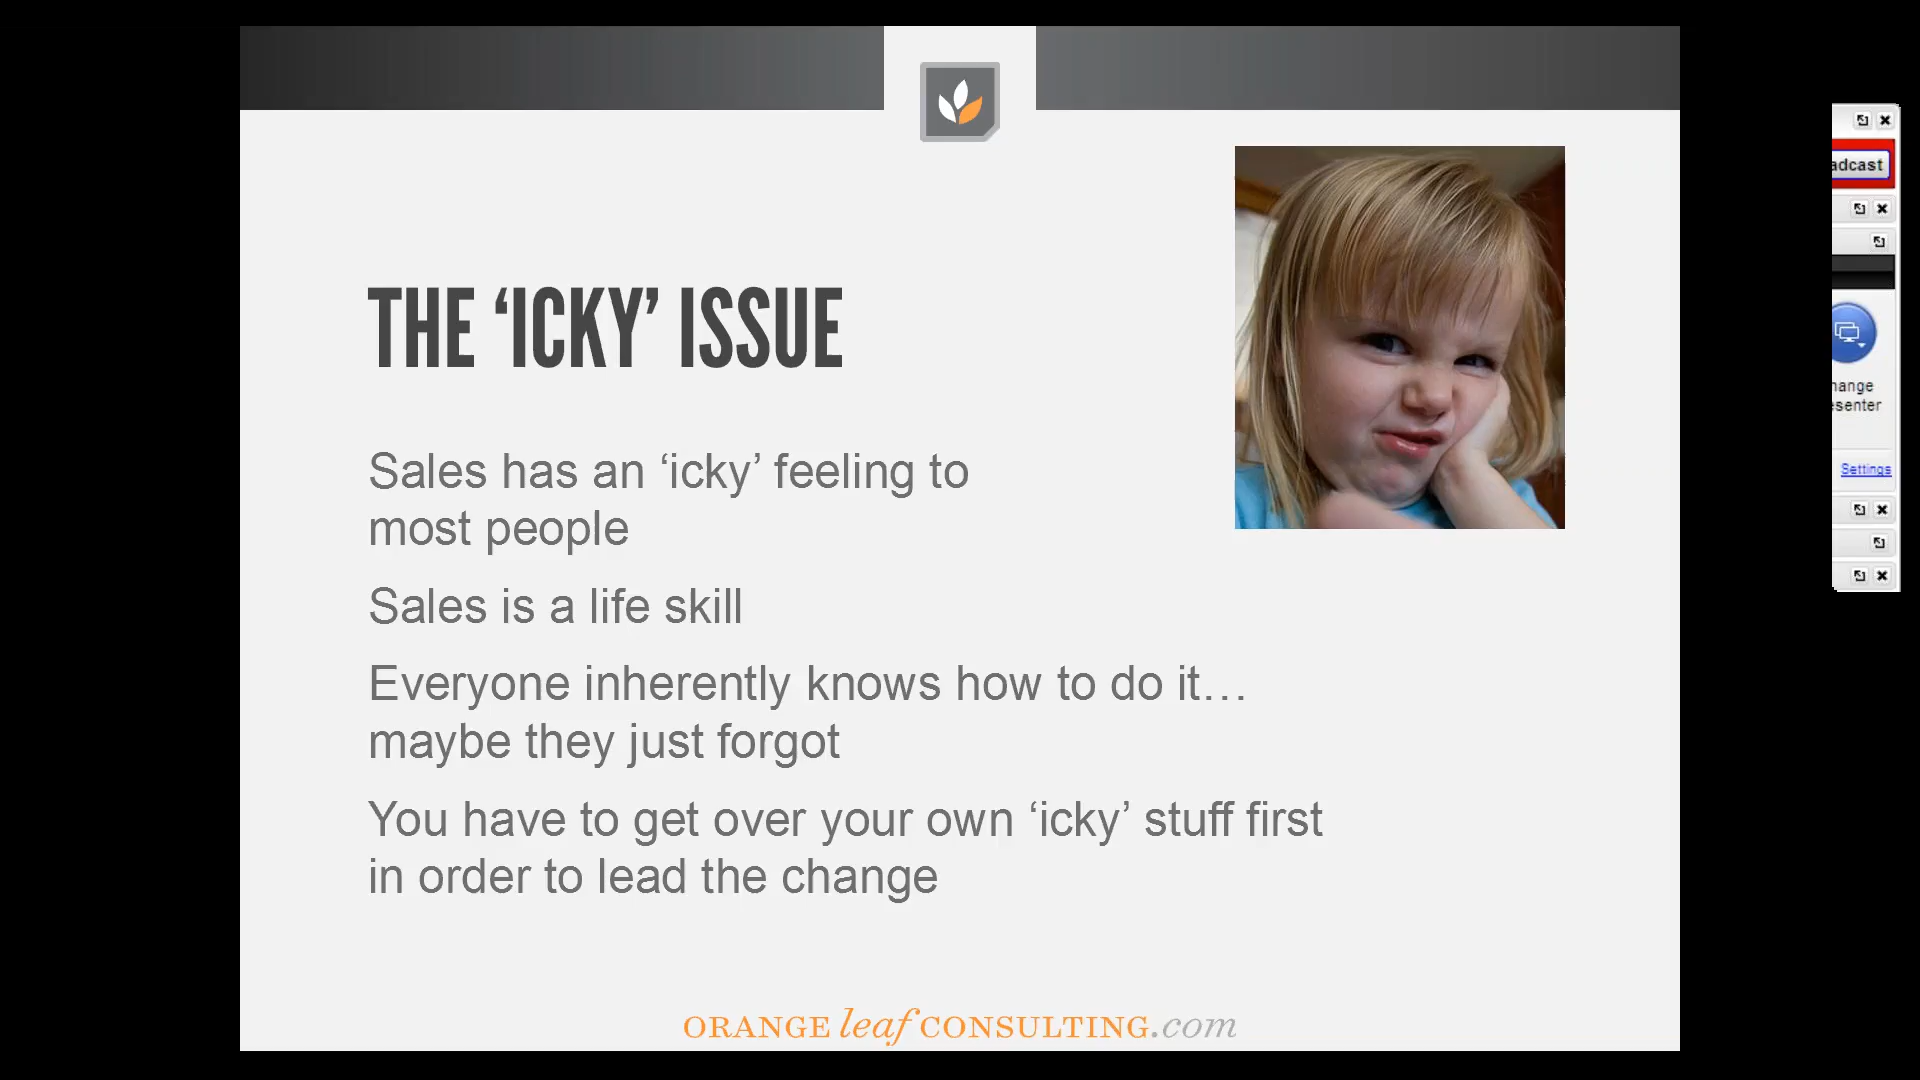 THE ‘ICKY’ ISSUE
Sales has an ‘icky’ feeling to
most people
Sales is a life skill
Everyone inherently knows how to do it…
maybe they just forgot
You have to get over your own ‘icky’ stuff first
in order to lead the change
ORANGE leaf CONSULTING.com
adcast
hange
senter
Settings